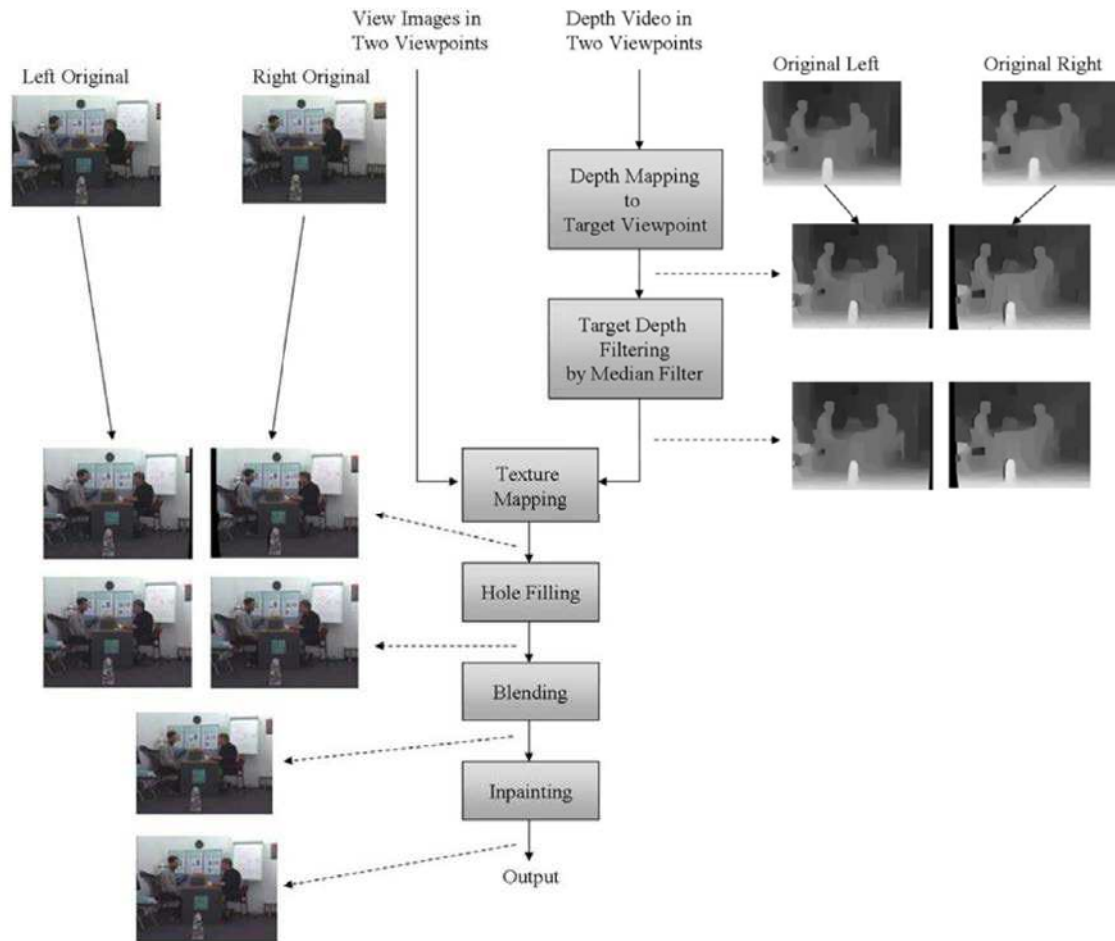 View Images in
Two Viewpoints
Depth Video in
Two Viewpoints
Left Original
Right Original
Original Left
Original Right
Depth Mapping
to
Target Viewpoint
Target Depth
Filtering
by Median Filter
Texture
Mapping
Hole Filling
Blending
Inpainting
Output